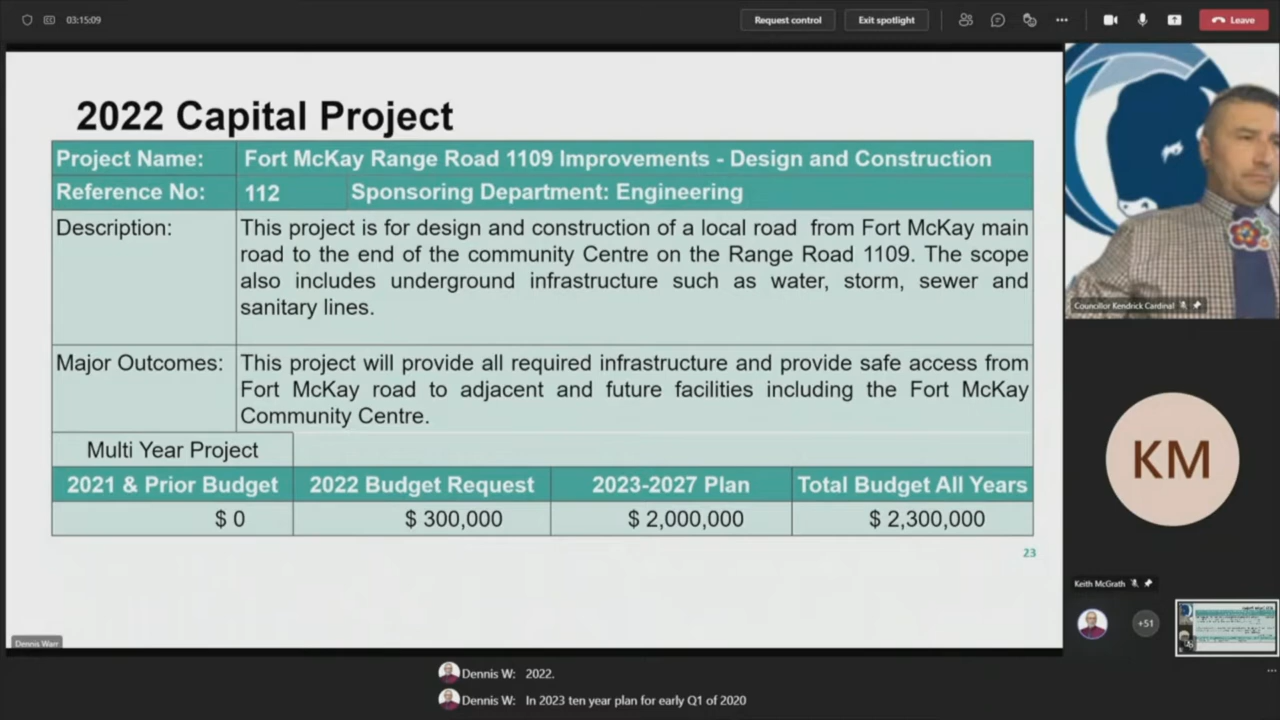 03:15:09
Request control
Exit spotlight
Leave
2022 Capital Project
Project Name: Fort McKay Range Road 1109 Improvements - Design and Construction
Reference No: 112 Sponsoring Department: Engineering
Description: This project is for design and construction of a local road from Fort McKay main
road to the end of the community Centre on the Range Road 1109. The scope
also includes underground infrastructure such as water, storm, sewer and
sanitary lines.
Major Outcomes: This project will provide all required infrastructure and provide safe access from
Fort McKay road to adjacent and future facilities including the Fort McKay
Community Centre.
Multi Year Project
2021 & Prior Budget 2022 Budget Request 2023-2027 Plan Total Budget All Years
$ 0 $ 300,000 $ 2,000,000 $ 2,300,000
23
Dennis Warr
Councillor Kendrick Cardinal
KM
Keith McGrath
+51
Dennis W: 2022.
Dennis W: In 2023 ten year plan for early Q1 of 2020